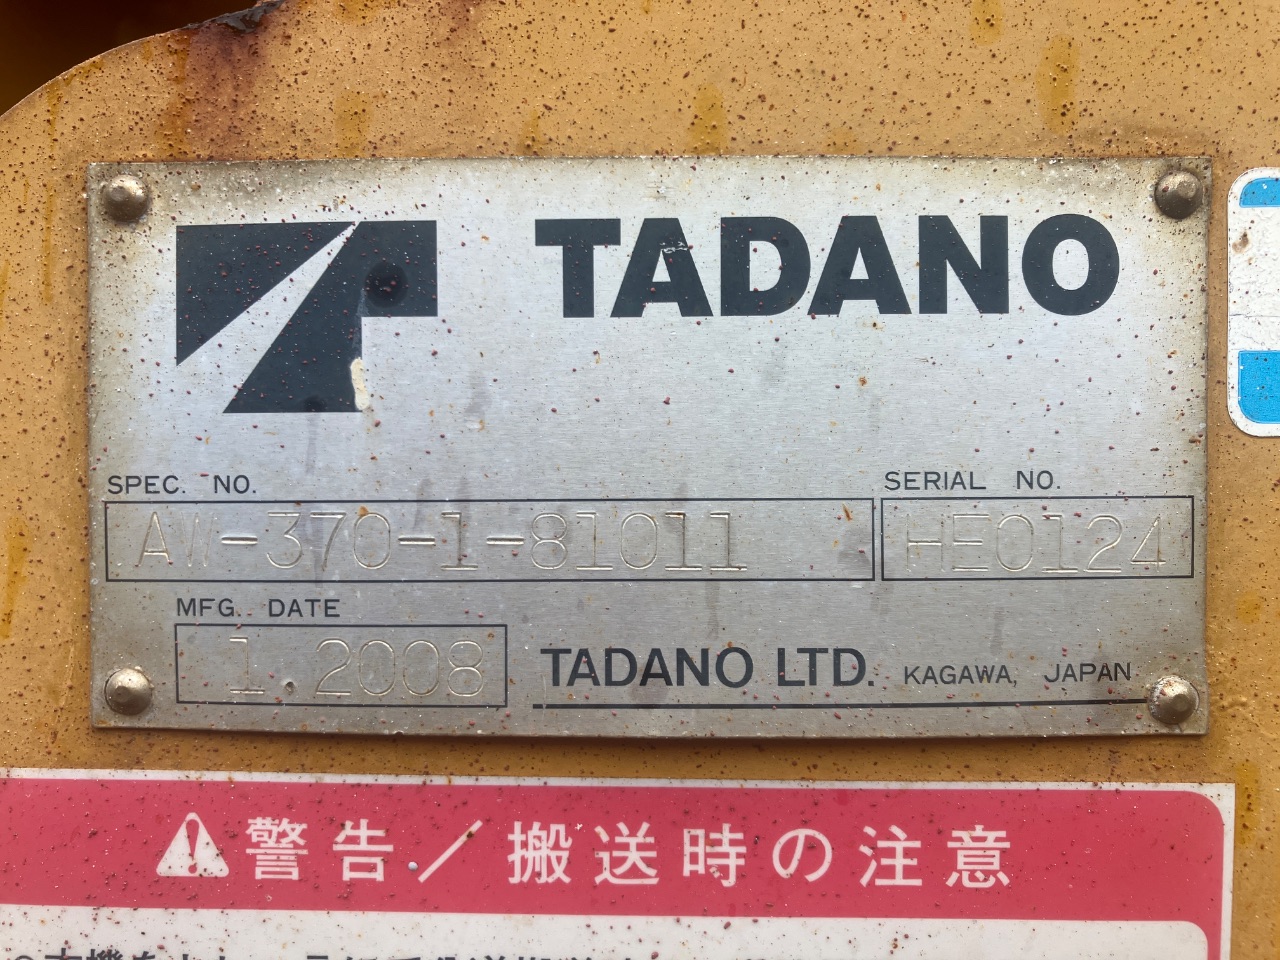 TADANO
SPEC. NO.
SERIAL NO.
AW-370-1-81011
HE0124
MFG. DATE
1.2008
TADANO LTD. KAGAWA, JAPAN
警告／搬送時の注意